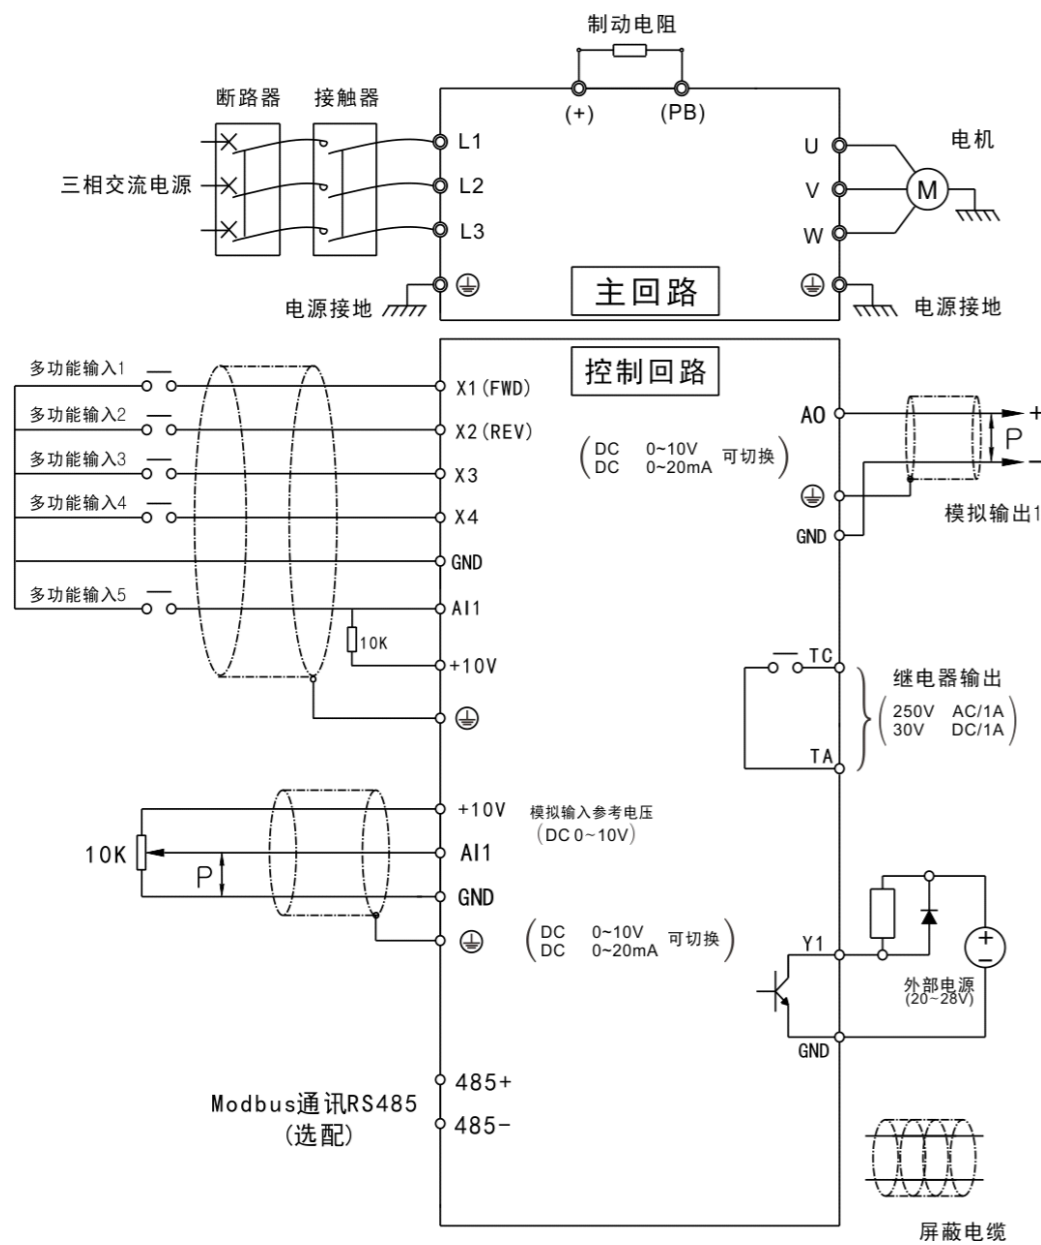 制动电阻
断路器
接触器
(+)
(PB)
L1
U
电机
三相交流电源
L2
V
M
L3
W
主回路
电源接地
电源接地
控制回路
多功能输入1
X1(FWD)
AO
+
多功能输入2
X2(REV)
DC 0~10V
DC 0~20mA
可切换
P
−
多功能输入3
X3
多功能输入4
X4
模拟输出1
GND
GND
多功能输入5
AI1
10K
+10V
TC
继电器输出
250V AC/1A
30V DC/1A
TA
+10V
模拟输入参考电压
(DC 0~10V)
10K
AI1
P
GND
DC 0~10V
DC 0~20mA
可切换
Y1
+
−
外部电源
(20~28V)
GND
485+
Modbus通讯RS485
(选配)
485−
屏蔽电缆